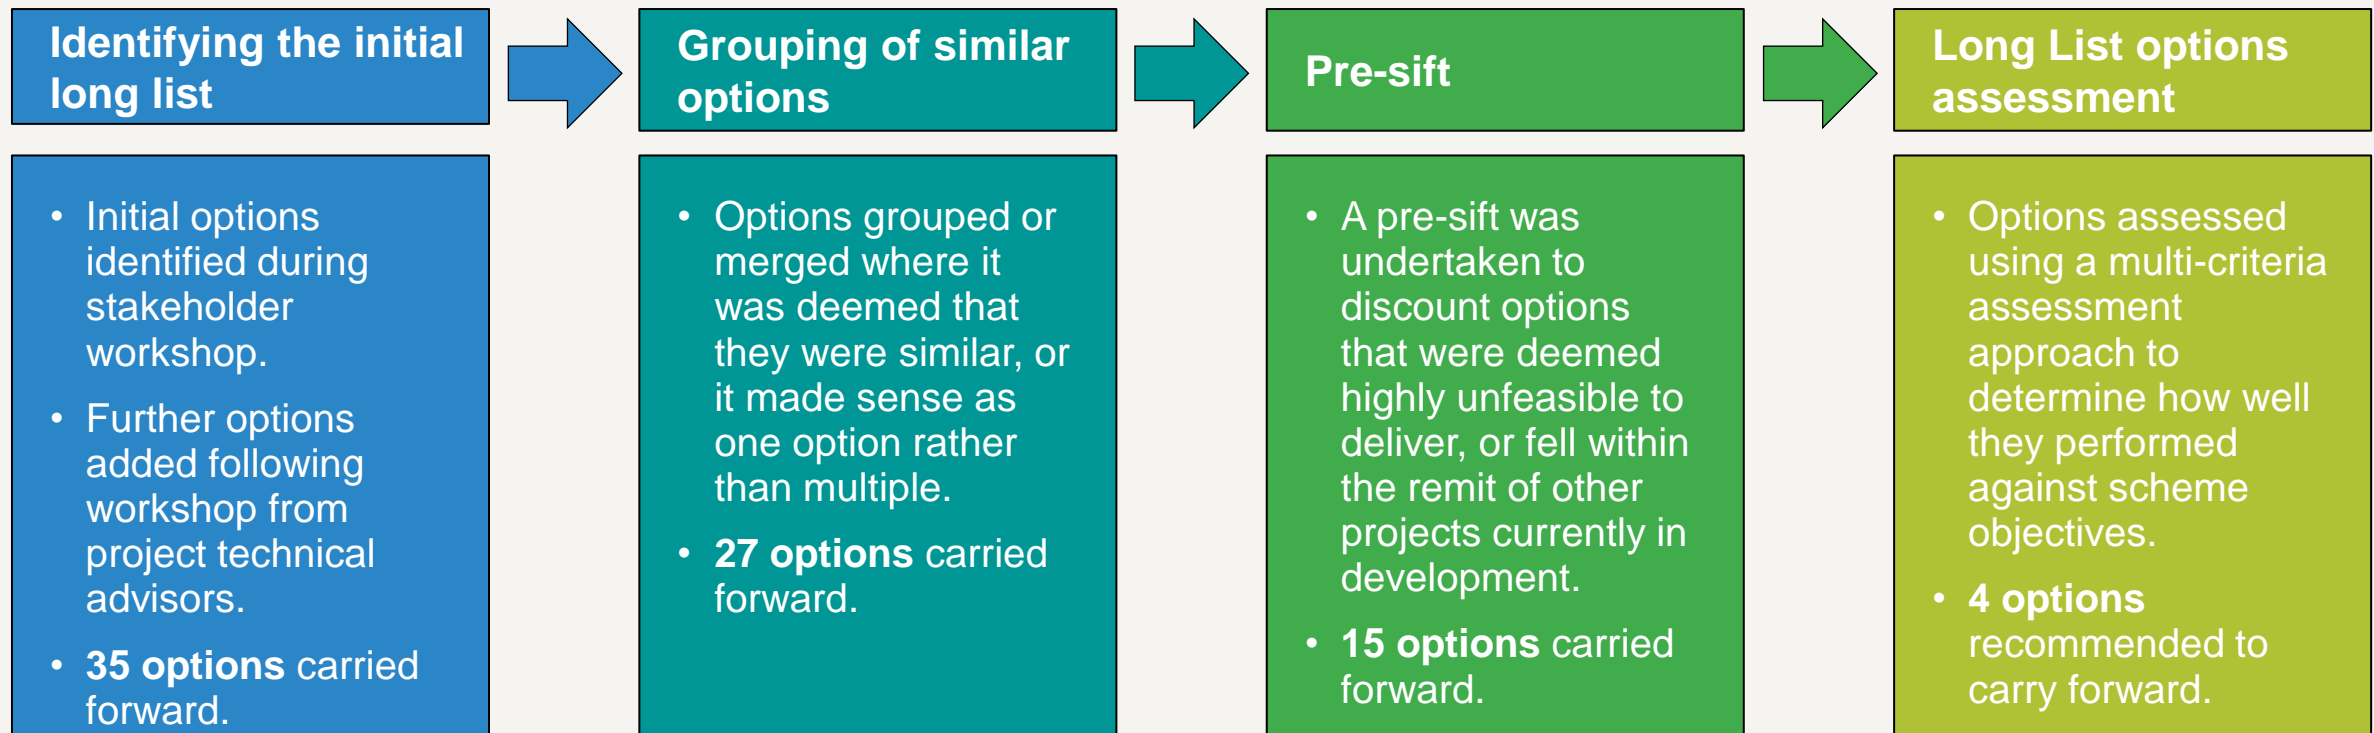 Identifying the initial
long list
• Initial options
identified during
stakeholder
workshop.
• Further options
added following
workshop from
project technical
advisors.
• 35 options carried
forward.
Grouping of similar
options
• Options grouped or
merged where it
was deemed that
they were similar, or
it made sense as
one option rather
than multiple.
• 27 options carried
forward.
Pre-sift
• A pre-sift was
undertaken to
discount options
that were deemed
highly unfeasible to
deliver, or fell within
the remit of other
projects currently in
development.
• 15 options carried
forward.
Long List options
assessment
• Options assessed
using a multi-criteria
assessment
approach to
determine how well
they performed
against scheme
objectives.
• 4 options
recommended to
carry forward.